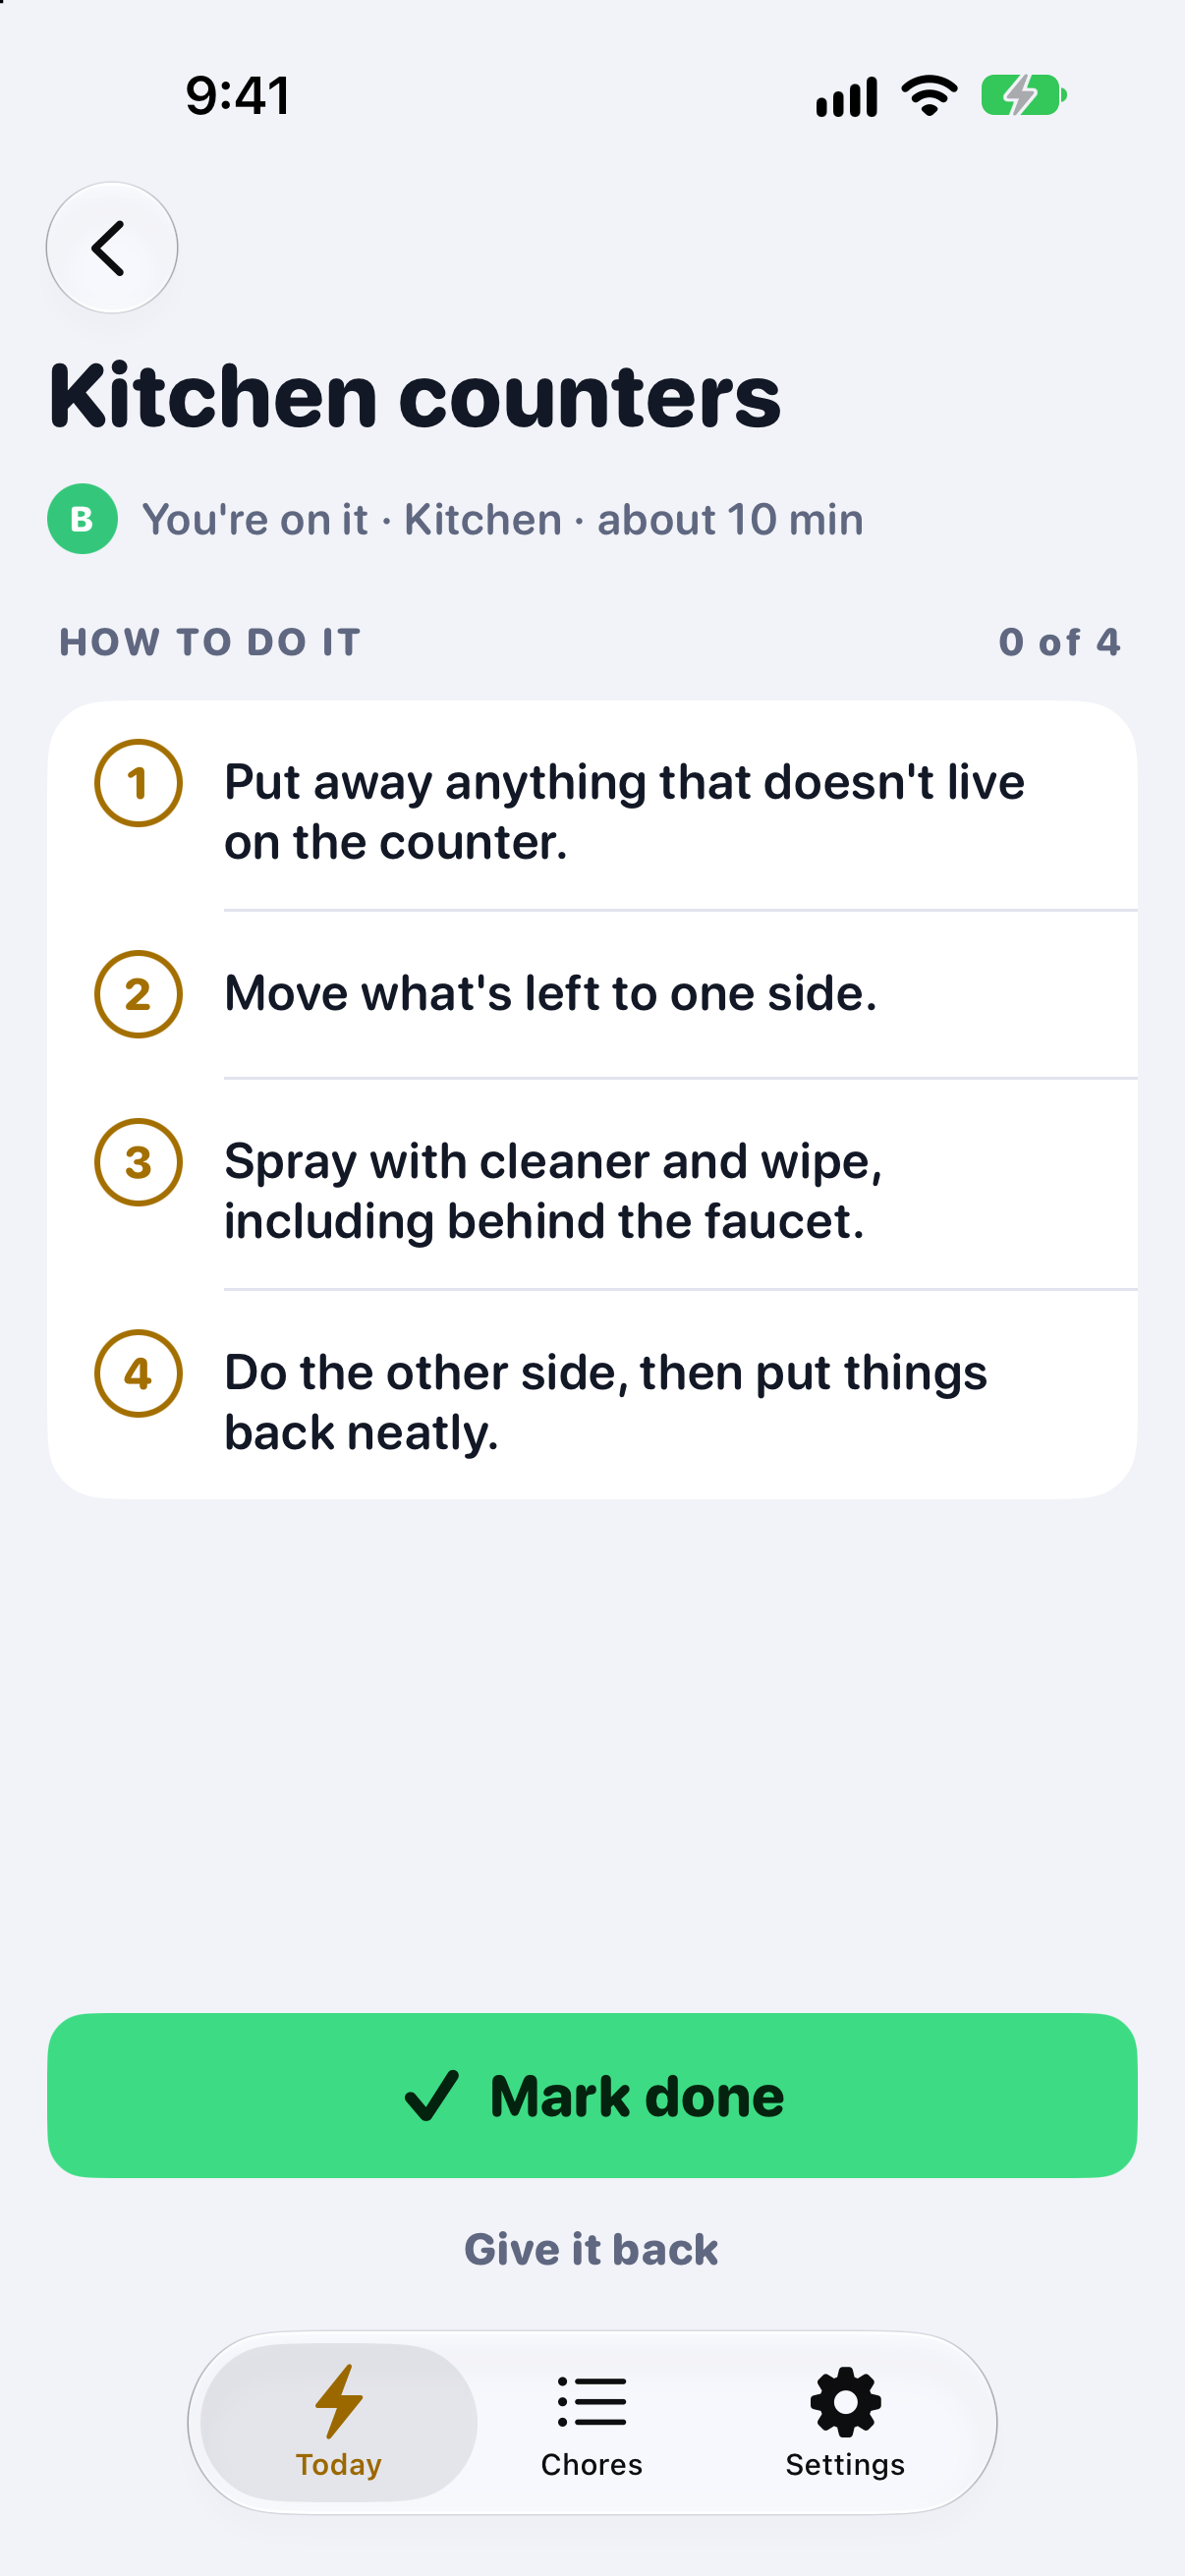 9:41
Kitchen counters
B
You're on it · Kitchen · about 10 min
HOW TO DO IT
0 of 4
1
Put away anything that doesn't live
on the counter.
2
Move what's left to one side.
3
Spray with cleaner and wipe,
including behind the faucet.
4
Do the other side, then put things
back neatly.
Mark done
Give it back
Today
Chores
Settings